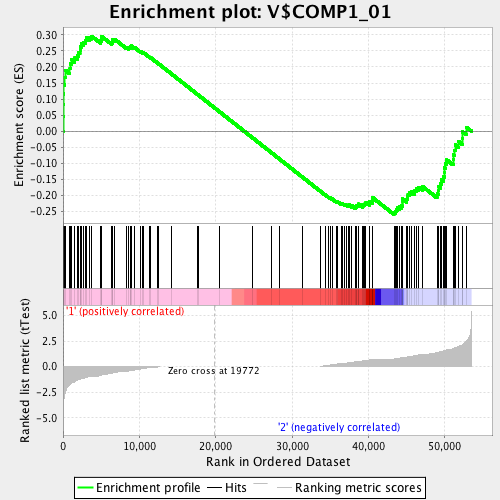 Enrichment plot: V$COMP1_01
Enrichment score (ES)
0.30
0.25
0.20
0.15
0.10
0.05
0.00
-0.05
-0.10
-0.15
-0.20
-0.25
'1' (positively correlated)
Ranked list metric (tTest)
5.0
2.5
0.0
-2.5
-5.0
Zero cross at 19772
'2' (negatively correlated)
0
10,000
20,000
30,000
40,000
50,000
Rank in Ordered Dataset
Enrichment profile
Hits
Ranking metric scores